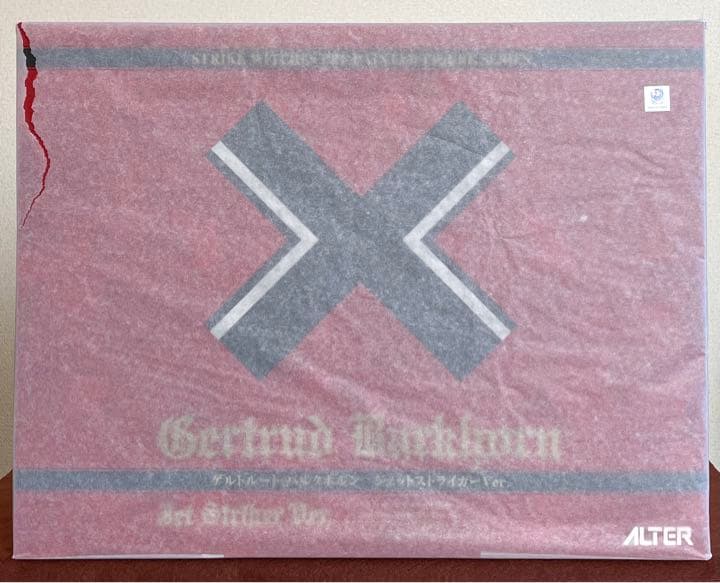 STRIKE WITCHES PRE-PAINTED FIGURE SERIES
Gertrud Barkhorn
ゲルトルート・バルクホルン ジェットストライカーVer.
Jet Striker Ver.
ALTER